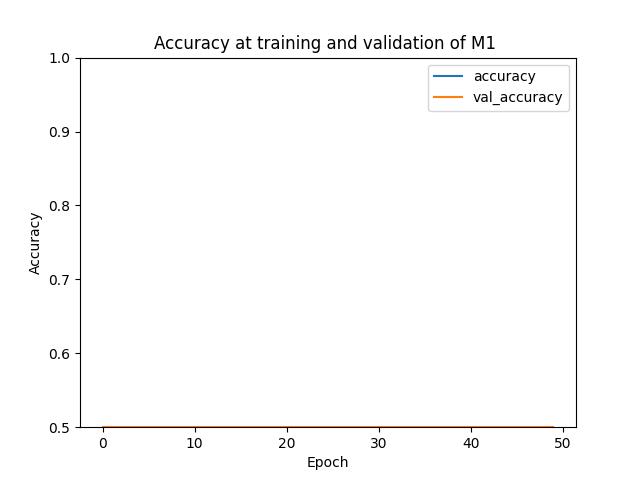 Accuracy at training and validation of M1
accuracy
val_accuracy
1.0
0.9
0.8
0.7
0.6
0.5
Accuracy
0 10 20 30 40 50
Epoch